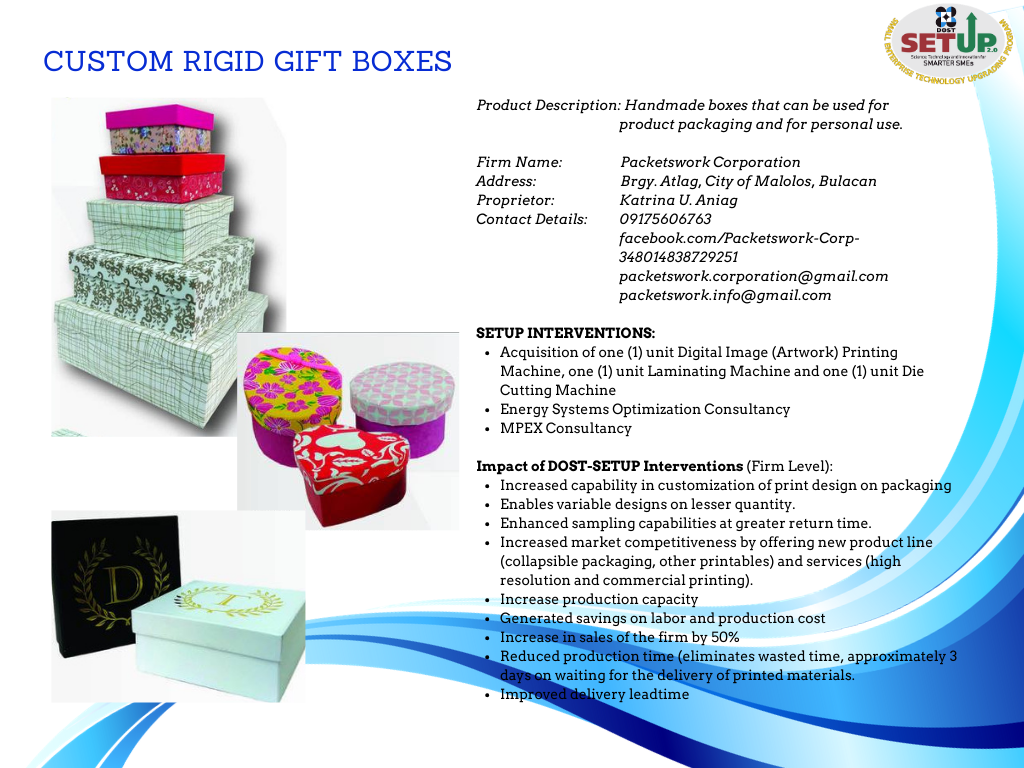 CUSTOM RIGID GIFT BOXES
DOST
SETUP 2.0
Science Technology and Innovation for
SMARTER SMEs
SMALL ENTERPRISE TECHNOLOGY UPGRADING PROGRAM
Product Description: Handmade boxes that can be used for
product packaging and for personal use.
Firm Name: Packetswork Corporation
Address: Brgy. Atlag, City of Malolos, Bulacan
Proprietor: Katrina U. Aniag
Contact Details: 09175606763
facebook.com/Packetswork-Corp-
348014838729251
packetswork.corporation@gmail.com
packetswork.info@gmail.com
SETUP INTERVENTIONS:
• Acquisition of one (1) unit Digital Image (Artwork) Printing
Machine, one (1) unit Laminating Machine and one (1) unit Die
Cutting Machine
• Energy Systems Optimization Consultancy
• MPEX Consultancy
Impact of DOST-SETUP Interventions (Firm Level):
• Increased capability in customization of print design on packaging
• Enables variable designs on lesser quantity.
• Enhanced sampling capabilities at greater return time.
• Increased market competitiveness by offering new product line
(collapsible packaging, other printables) and services (high
resolution and commercial printing).
• Increase production capacity
• Generated savings on labor and production cost
• Increase in sales of the firm by 50%
• Reduced production time (eliminates wasted time, approximately 3
days on waiting for the delivery of printed materials.
• Improved delivery leadtime
D
T